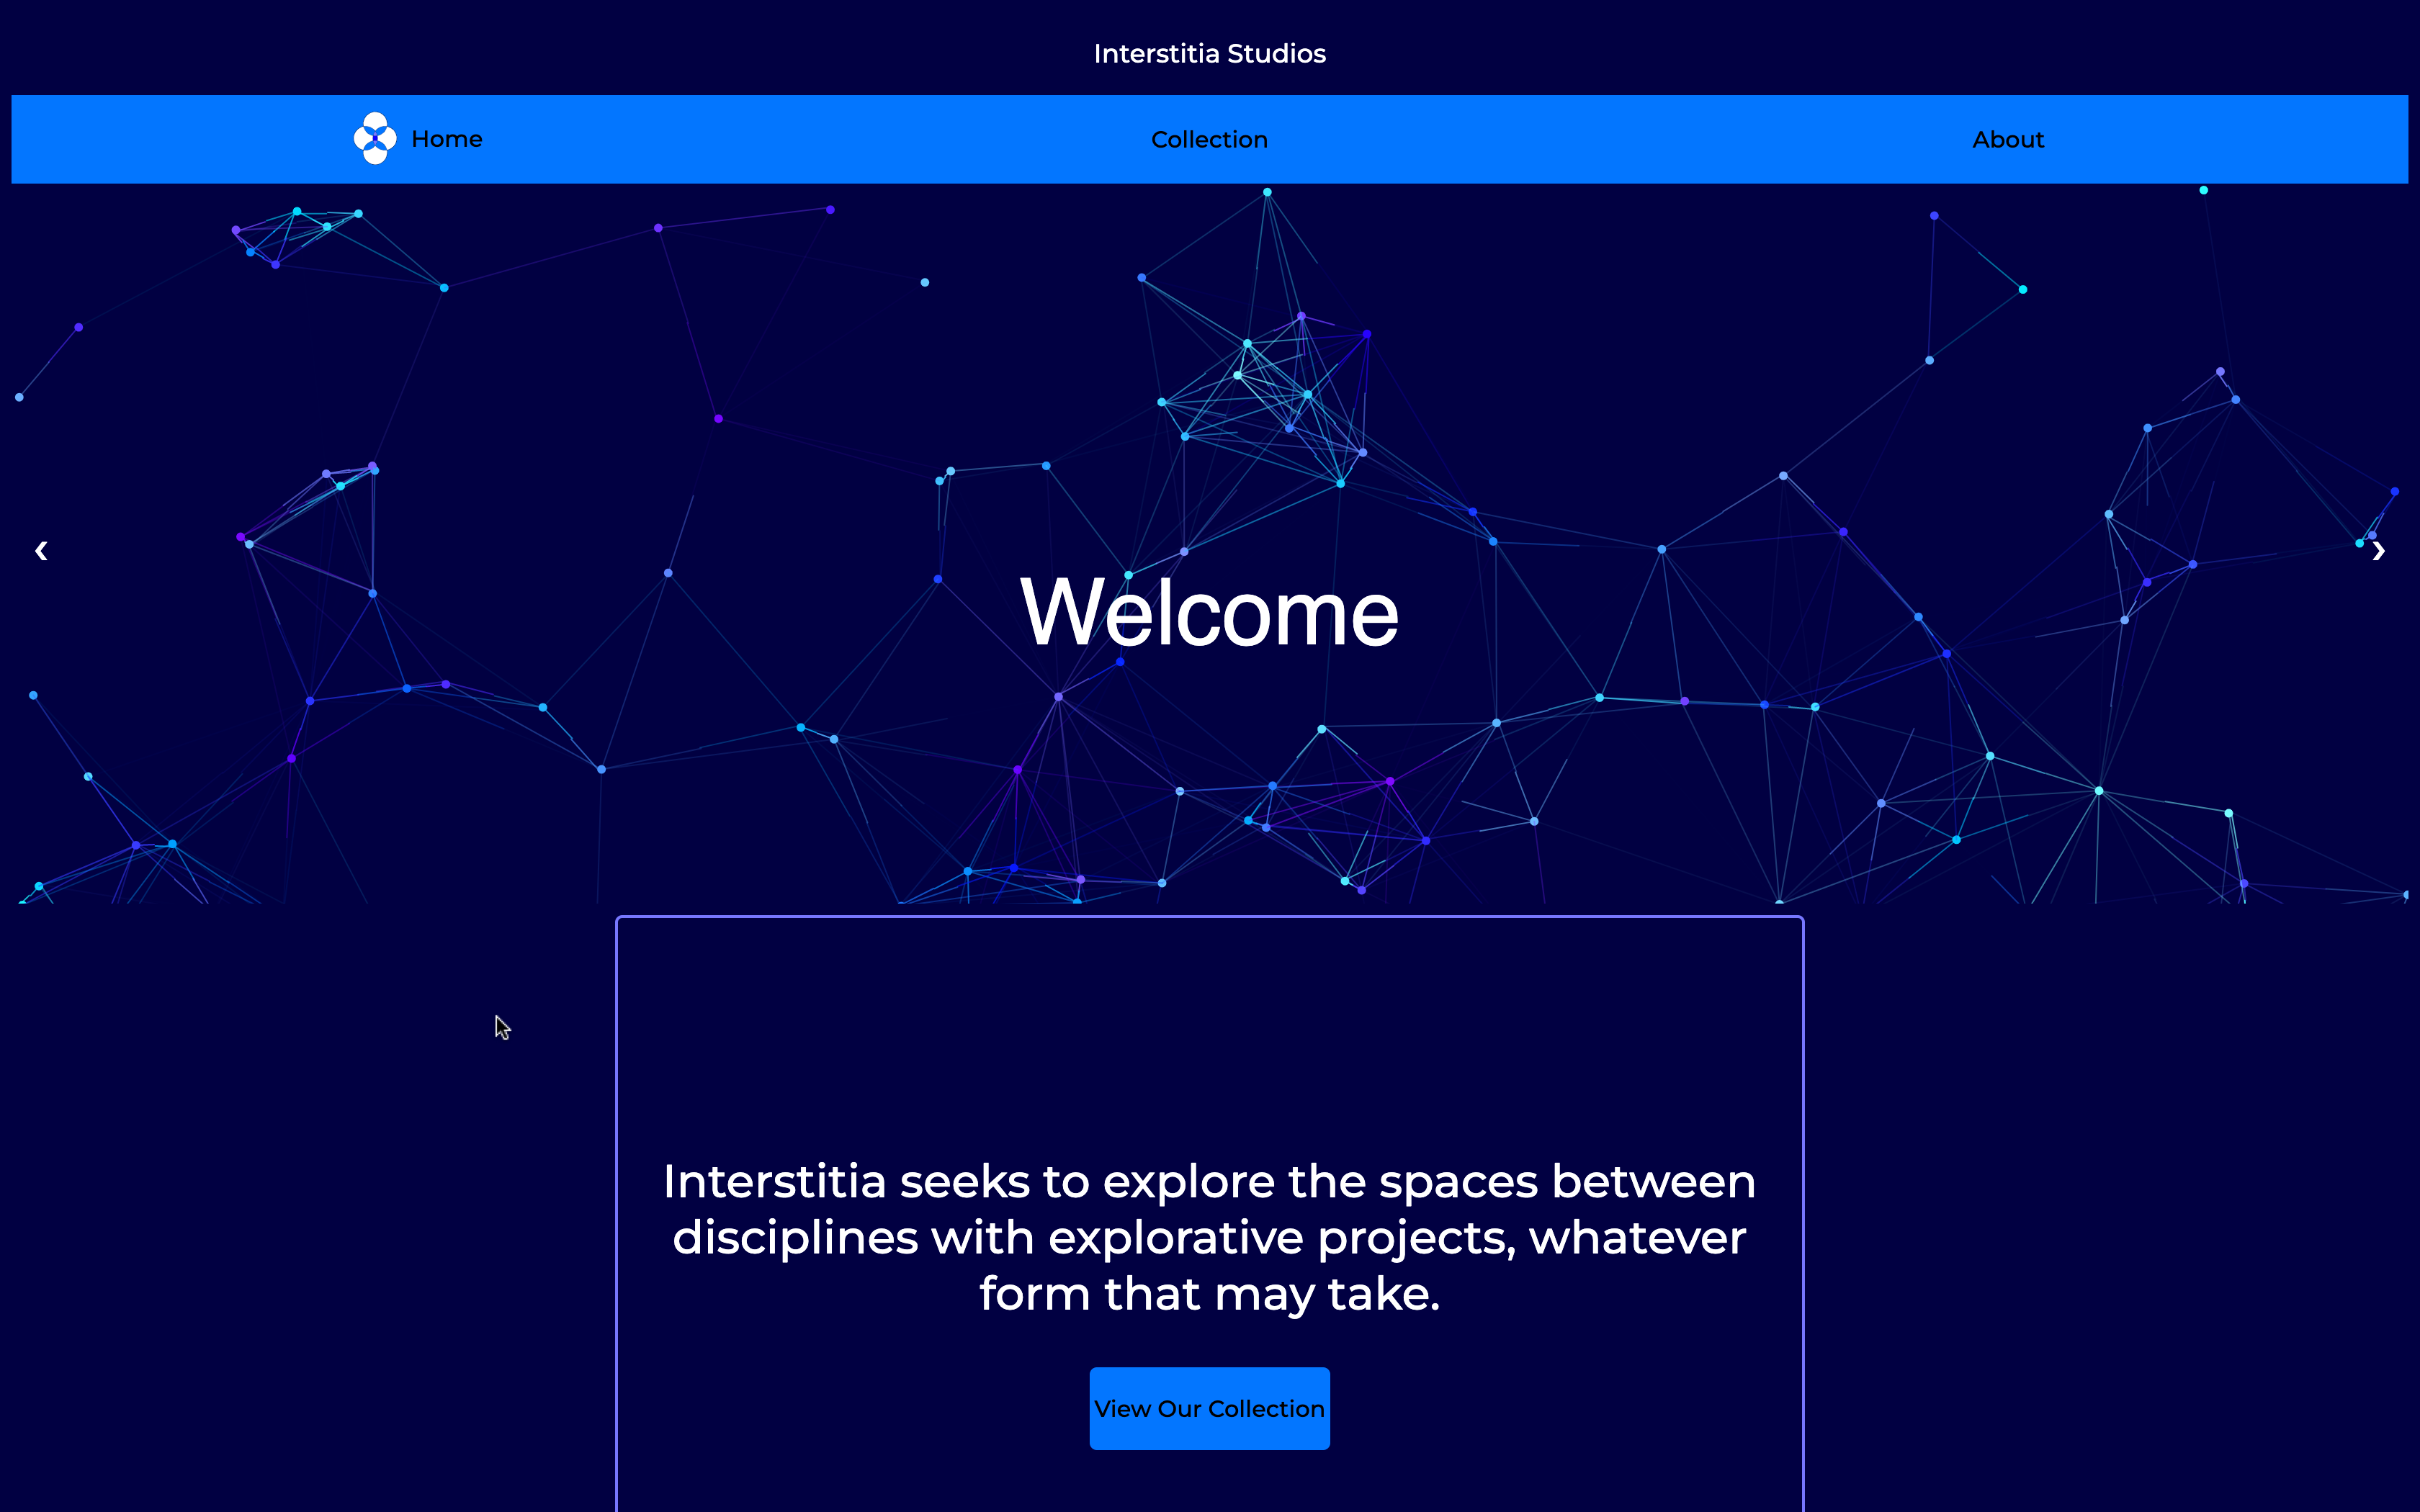 Interstitia Studios
Home
Collection
About
‹
›
Welcome
Interstitia seeks to explore the spaces between
disciplines with explorative projects, whatever
form that may take.
View Our Collection